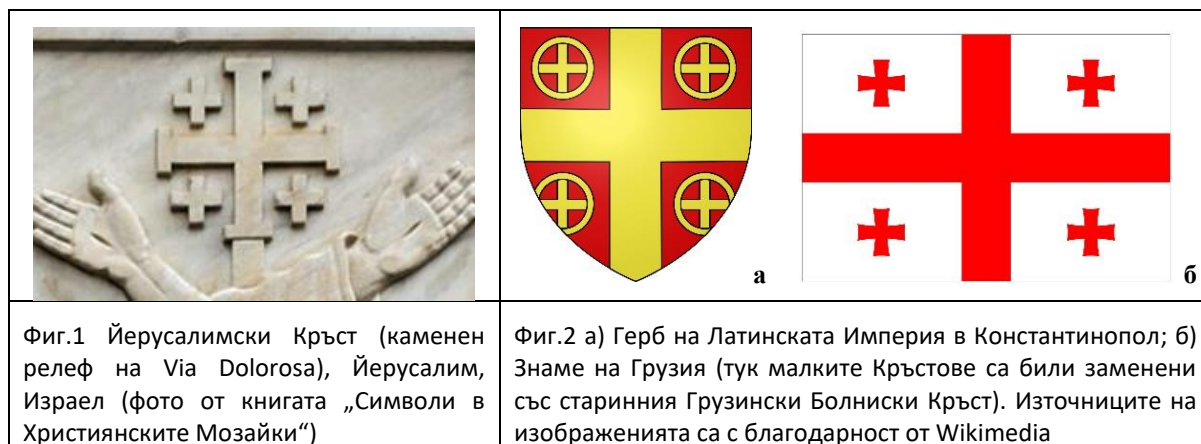 а
б
Фиг.1 Йерусалимски Кръст (каменен
релеф на Via Dolorosa), Йерусалим,
Израел (фото от книгата „Символи в
Християнските Мозайки“)
Фиг.2 а) Герб на Латинската Империя в Константинопол; б)
Знаме на Грузия (тук малките Кръстове са били заменени
със старинния Грузински Болниски Кръст). Източниците на
изображенията са с благодарност от Wikimedia